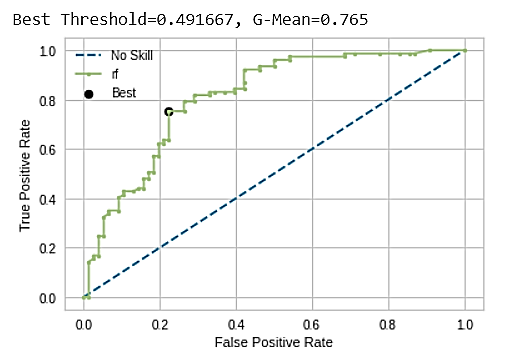 Best Threshold=0.491667, G-Mean=0.765
1.0
0.8
0.6
0.4
0.2
0.0
True Positive Rate
No Skill
rf
Best
0.0 0.2 0.4 0.6 0.8 1.0
False Positive Rate